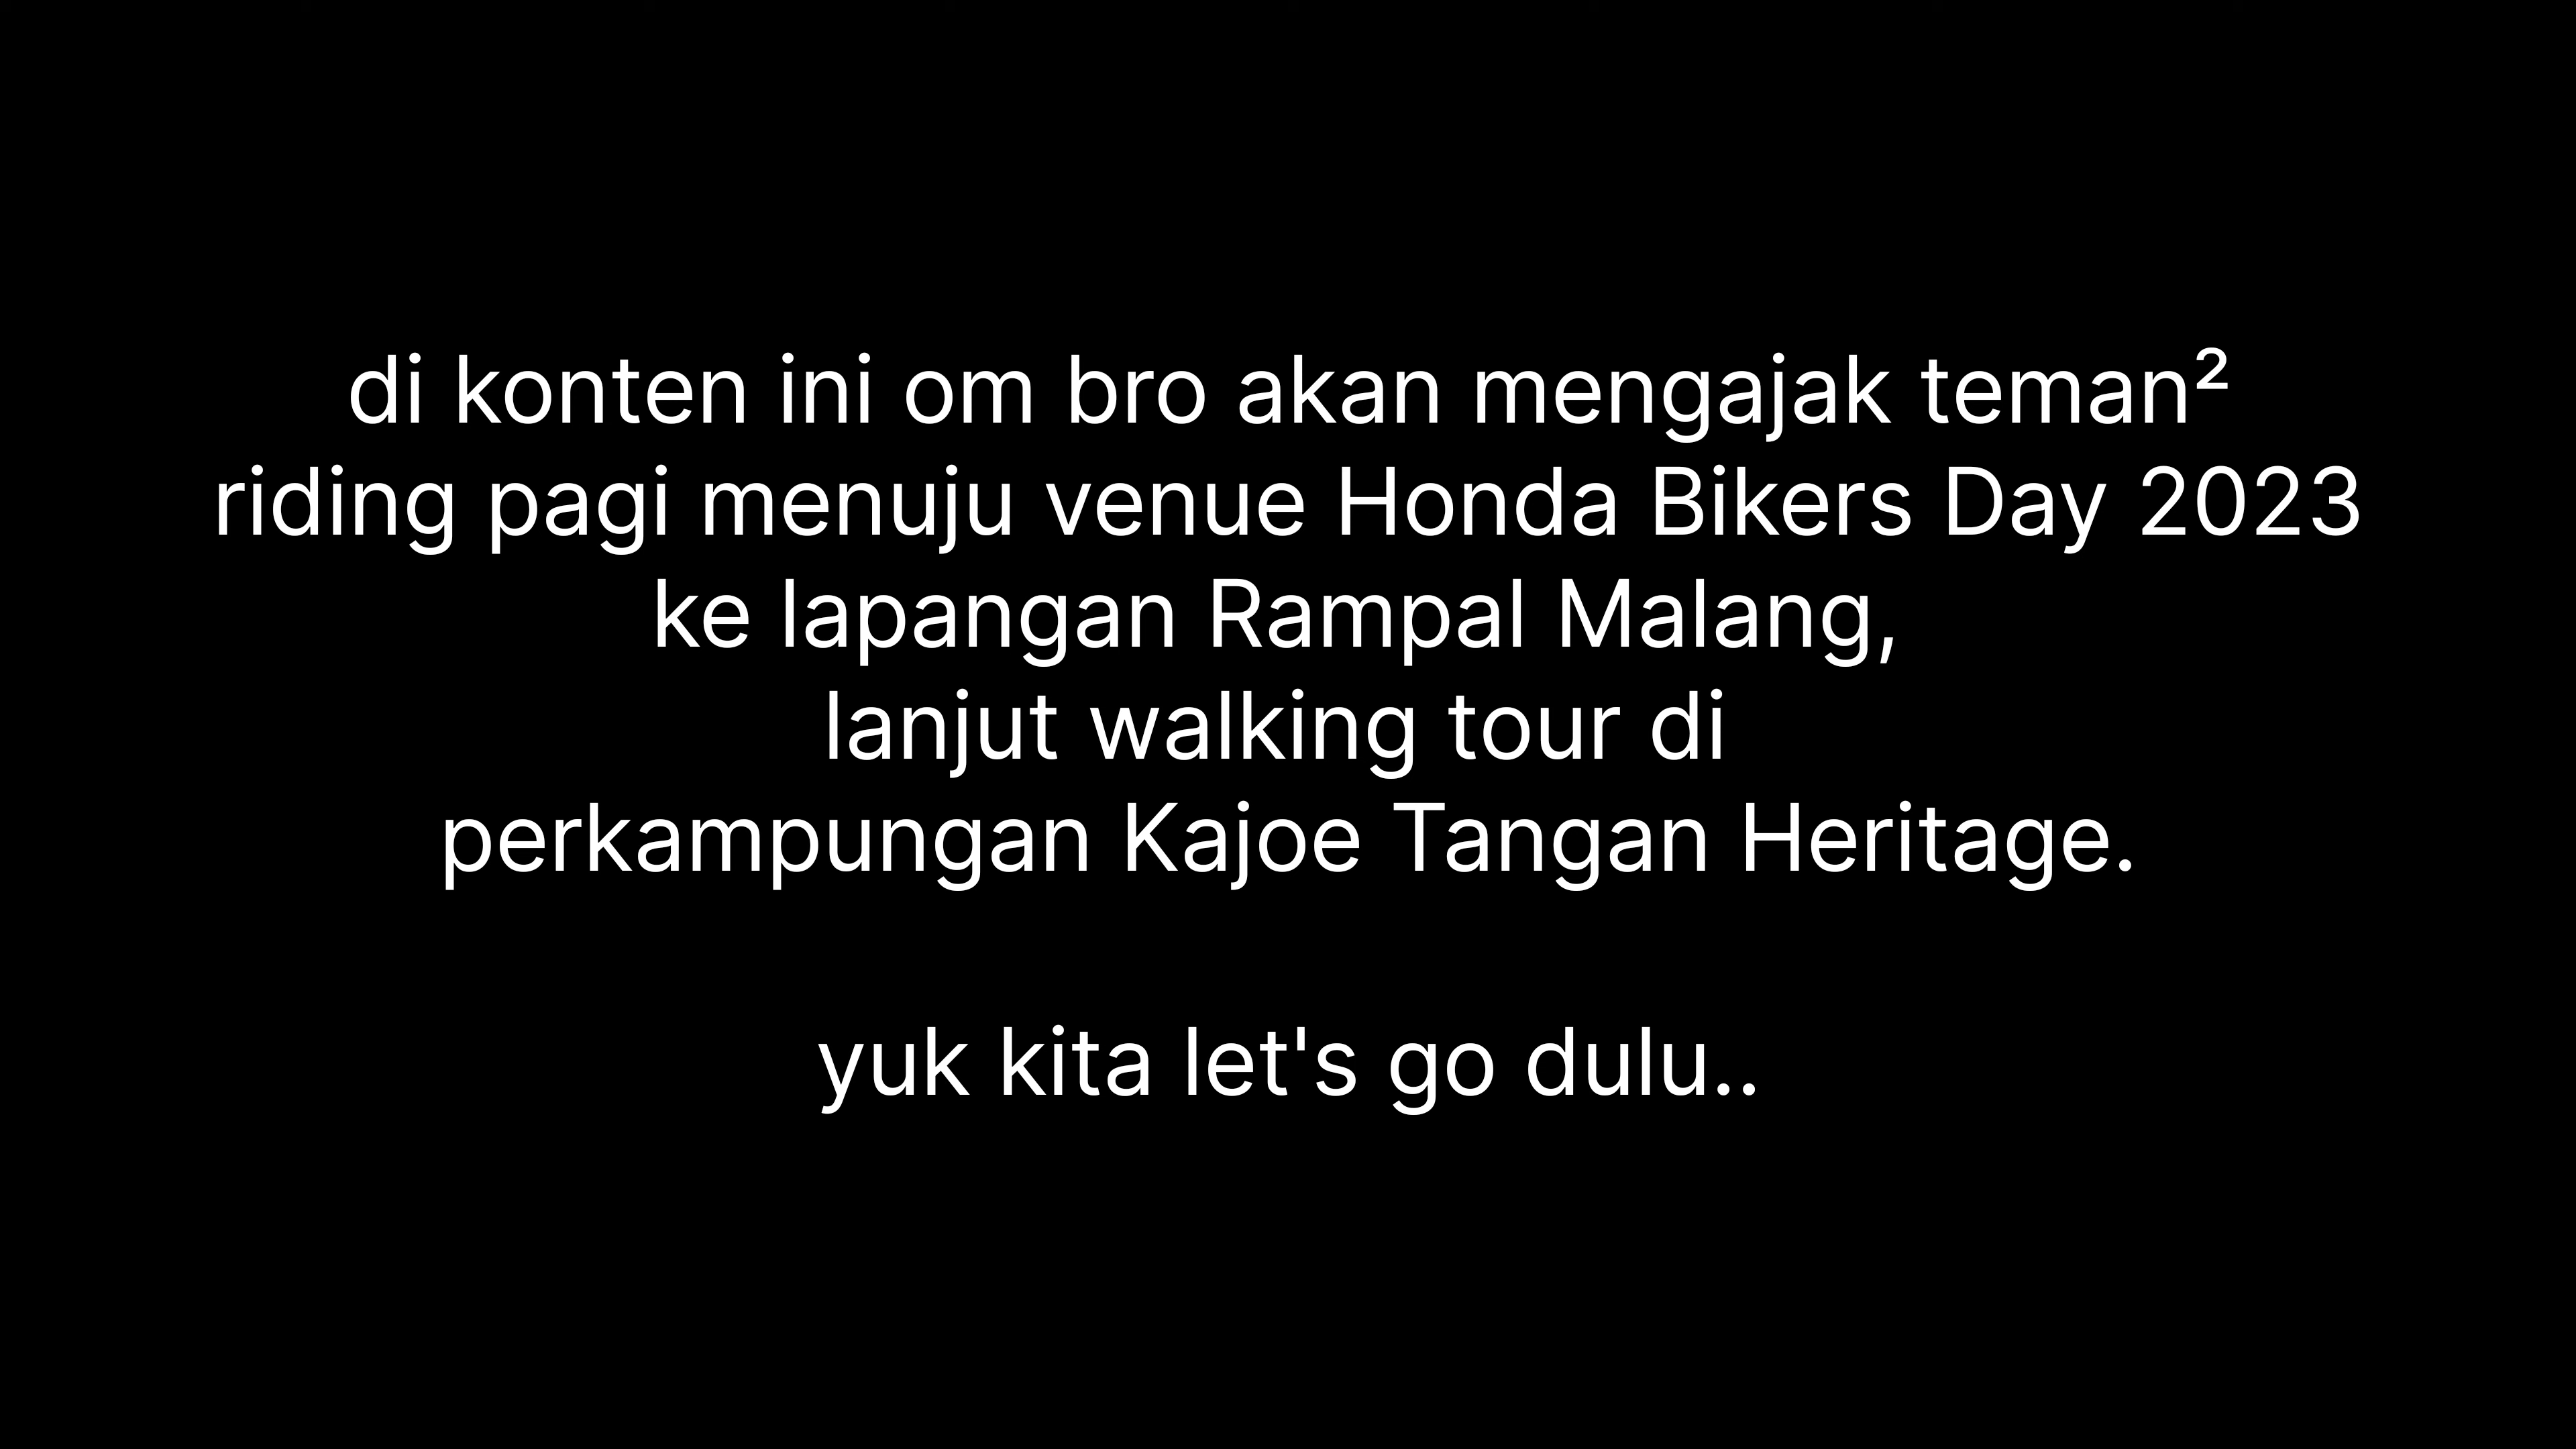 di konten ini om bro akan mengajak teman²
riding pagi menuju venue Honda Bikers Day 2023
ke lapangan Rampal Malang,
lanjut walking tour di
perkampungan Kajoe Tangan Heritage.
yuk kita let's go dulu..